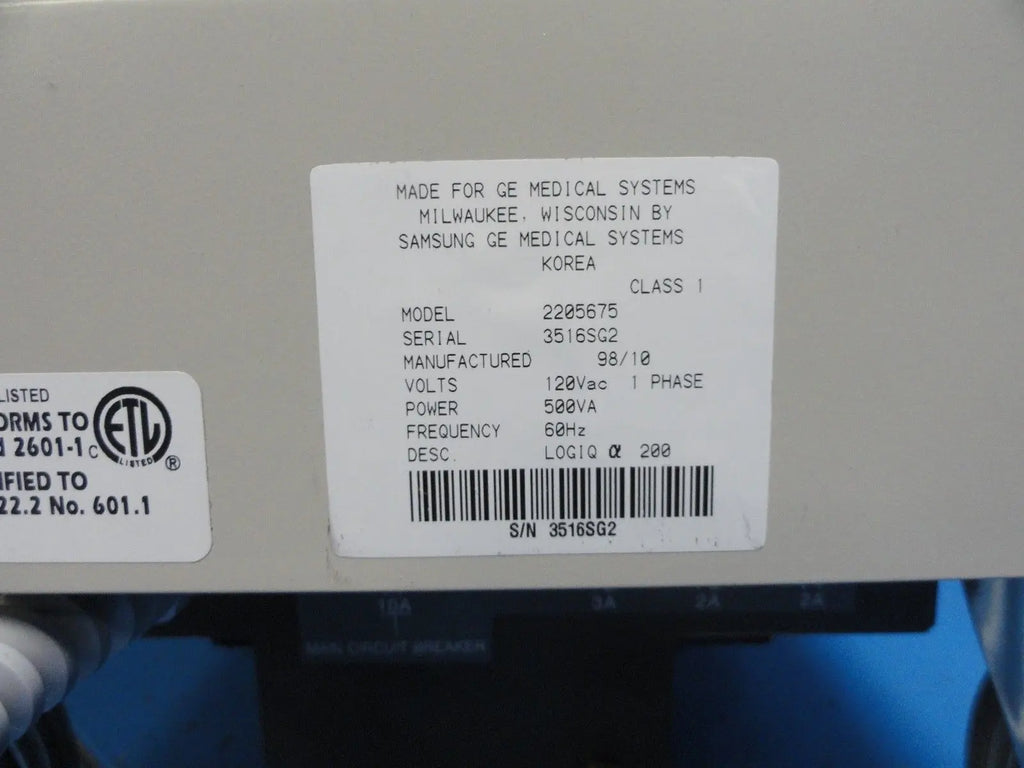 MADE FOR GE MEDICAL SYSTEMS
MILWAUKEE, WISCONSIN BY
SAMSUNG GE MEDICAL SYSTEMS
KOREA
CLASS 1
MODEL 2205675
SERIAL 3516SG2
MANUFACTURED 98/10
VOLTS 120Vac 1 PHASE
POWER 500VA
FREQUENCY 60Hz
DESC. LOGIQ α 200
S/N 3516SG2
LISTED
ORMS TO
2601-1
C ETL LISTED ®
IFIED TO
22.2 No. 601.1
10A 3A 2A 2A
MAIN CIRCUIT BREAKER